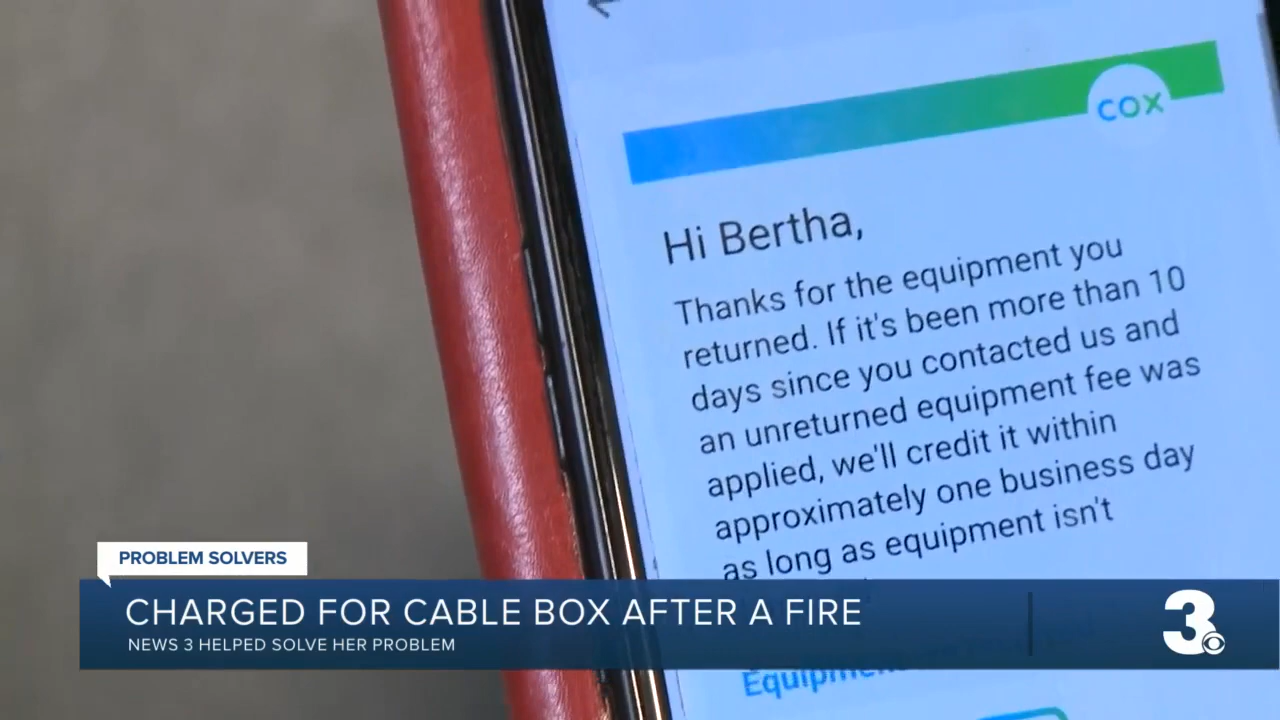 COX
Hi Bertha,
Thanks for the equipment you
returned. If it's been more than 10
days since you contacted us and
an unreturned equipment fee was
applied, we'll credit it within
approximately one business day
as long as equipment isn't
PROBLEM SOLVERS
CHARGED FOR CABLE BOX AFTER A FIRE
NEWS 3 HELPED SOLVE HER PROBLEM
3